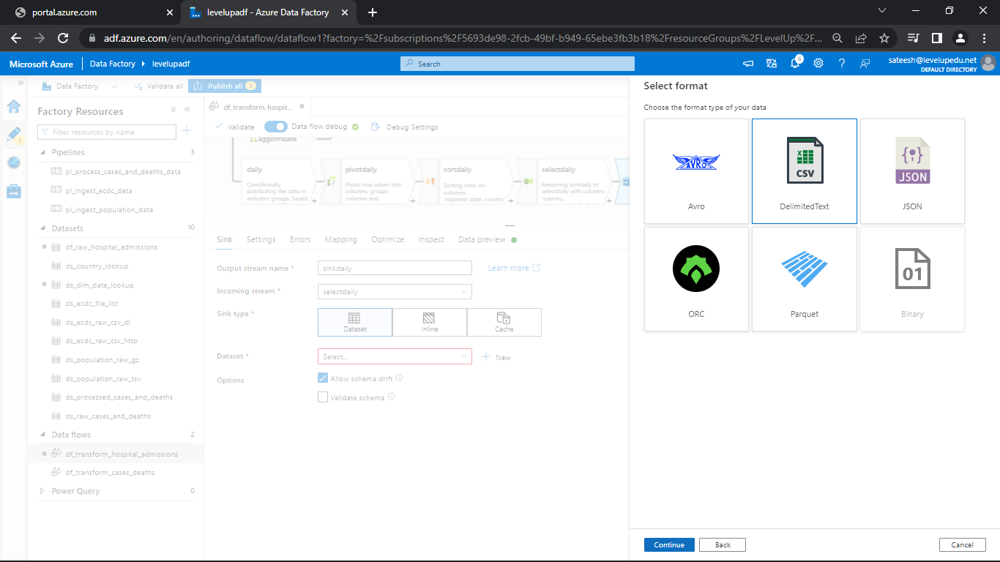 portal.azure.com
levelupadf - Azure Data Factory
adf.azure.com/en/authoring/dataflow/dataflow1?factory=%2Fsubscriptions%2F5693de98-2fcb-49bf-b949-65ebe3fb3b18%2FresourceGroups%2FLevelUp%2F...
Microsoft Azure
Data Factory
levelupadf
Search
6
sateesh@levelupedu.net
DEFAULT DIRECTORY
Data Factory
Validate all
Publish all 3
Factory Resources
Filter resources by name
Pipelines 3
pl_process_cases_and_deaths_data
pl_ingest_ecdc_data
pl_ingest_population_data
Datasets 10
df_raw_hospital_admissions
ds_country_lookup
ds_dim_date_lookup
ds_ecdc_file_list
ds_ecdc_raw_csv_dl
ds_ecdc_raw_csv_http
ds_population_raw_gz
ds_population_raw_tsv
ds_processed_cases_and_deaths
ds_raw_cases_and_deaths
Data flows 2
df_transform_hospital_admissions
df_transform_cases_deaths
Power Query 0
df_transform_hospit...
Validate
Data flow debug
Debug Settings
aggdimdate
daily
Conditionally
distributing the data in
indicator groups, based
pivotdaily
Pivots row values into
columns, groups
columns and
sortdaily
Sorting rows on
columns
'reported_date, country
selectdaily
Renaming sortdaily to
selectdaily with columns
'country,
Sink
Settings
Errors
Mapping
Optimize
Inspect
Data preview
Output stream name *
sinkdaily
Learn more
Incoming stream *
selectdaily
Sink type *
Dataset
Inline
Cache
Dataset *
Select...
New
Options
Allow schema drift
Validate schema
Select format
Choose the format type of your data
AVRO
Avro
CSV
DelimitedText
JSON
JSON
ORC
Parquet
01
Binary
Continue
Back
Cancel